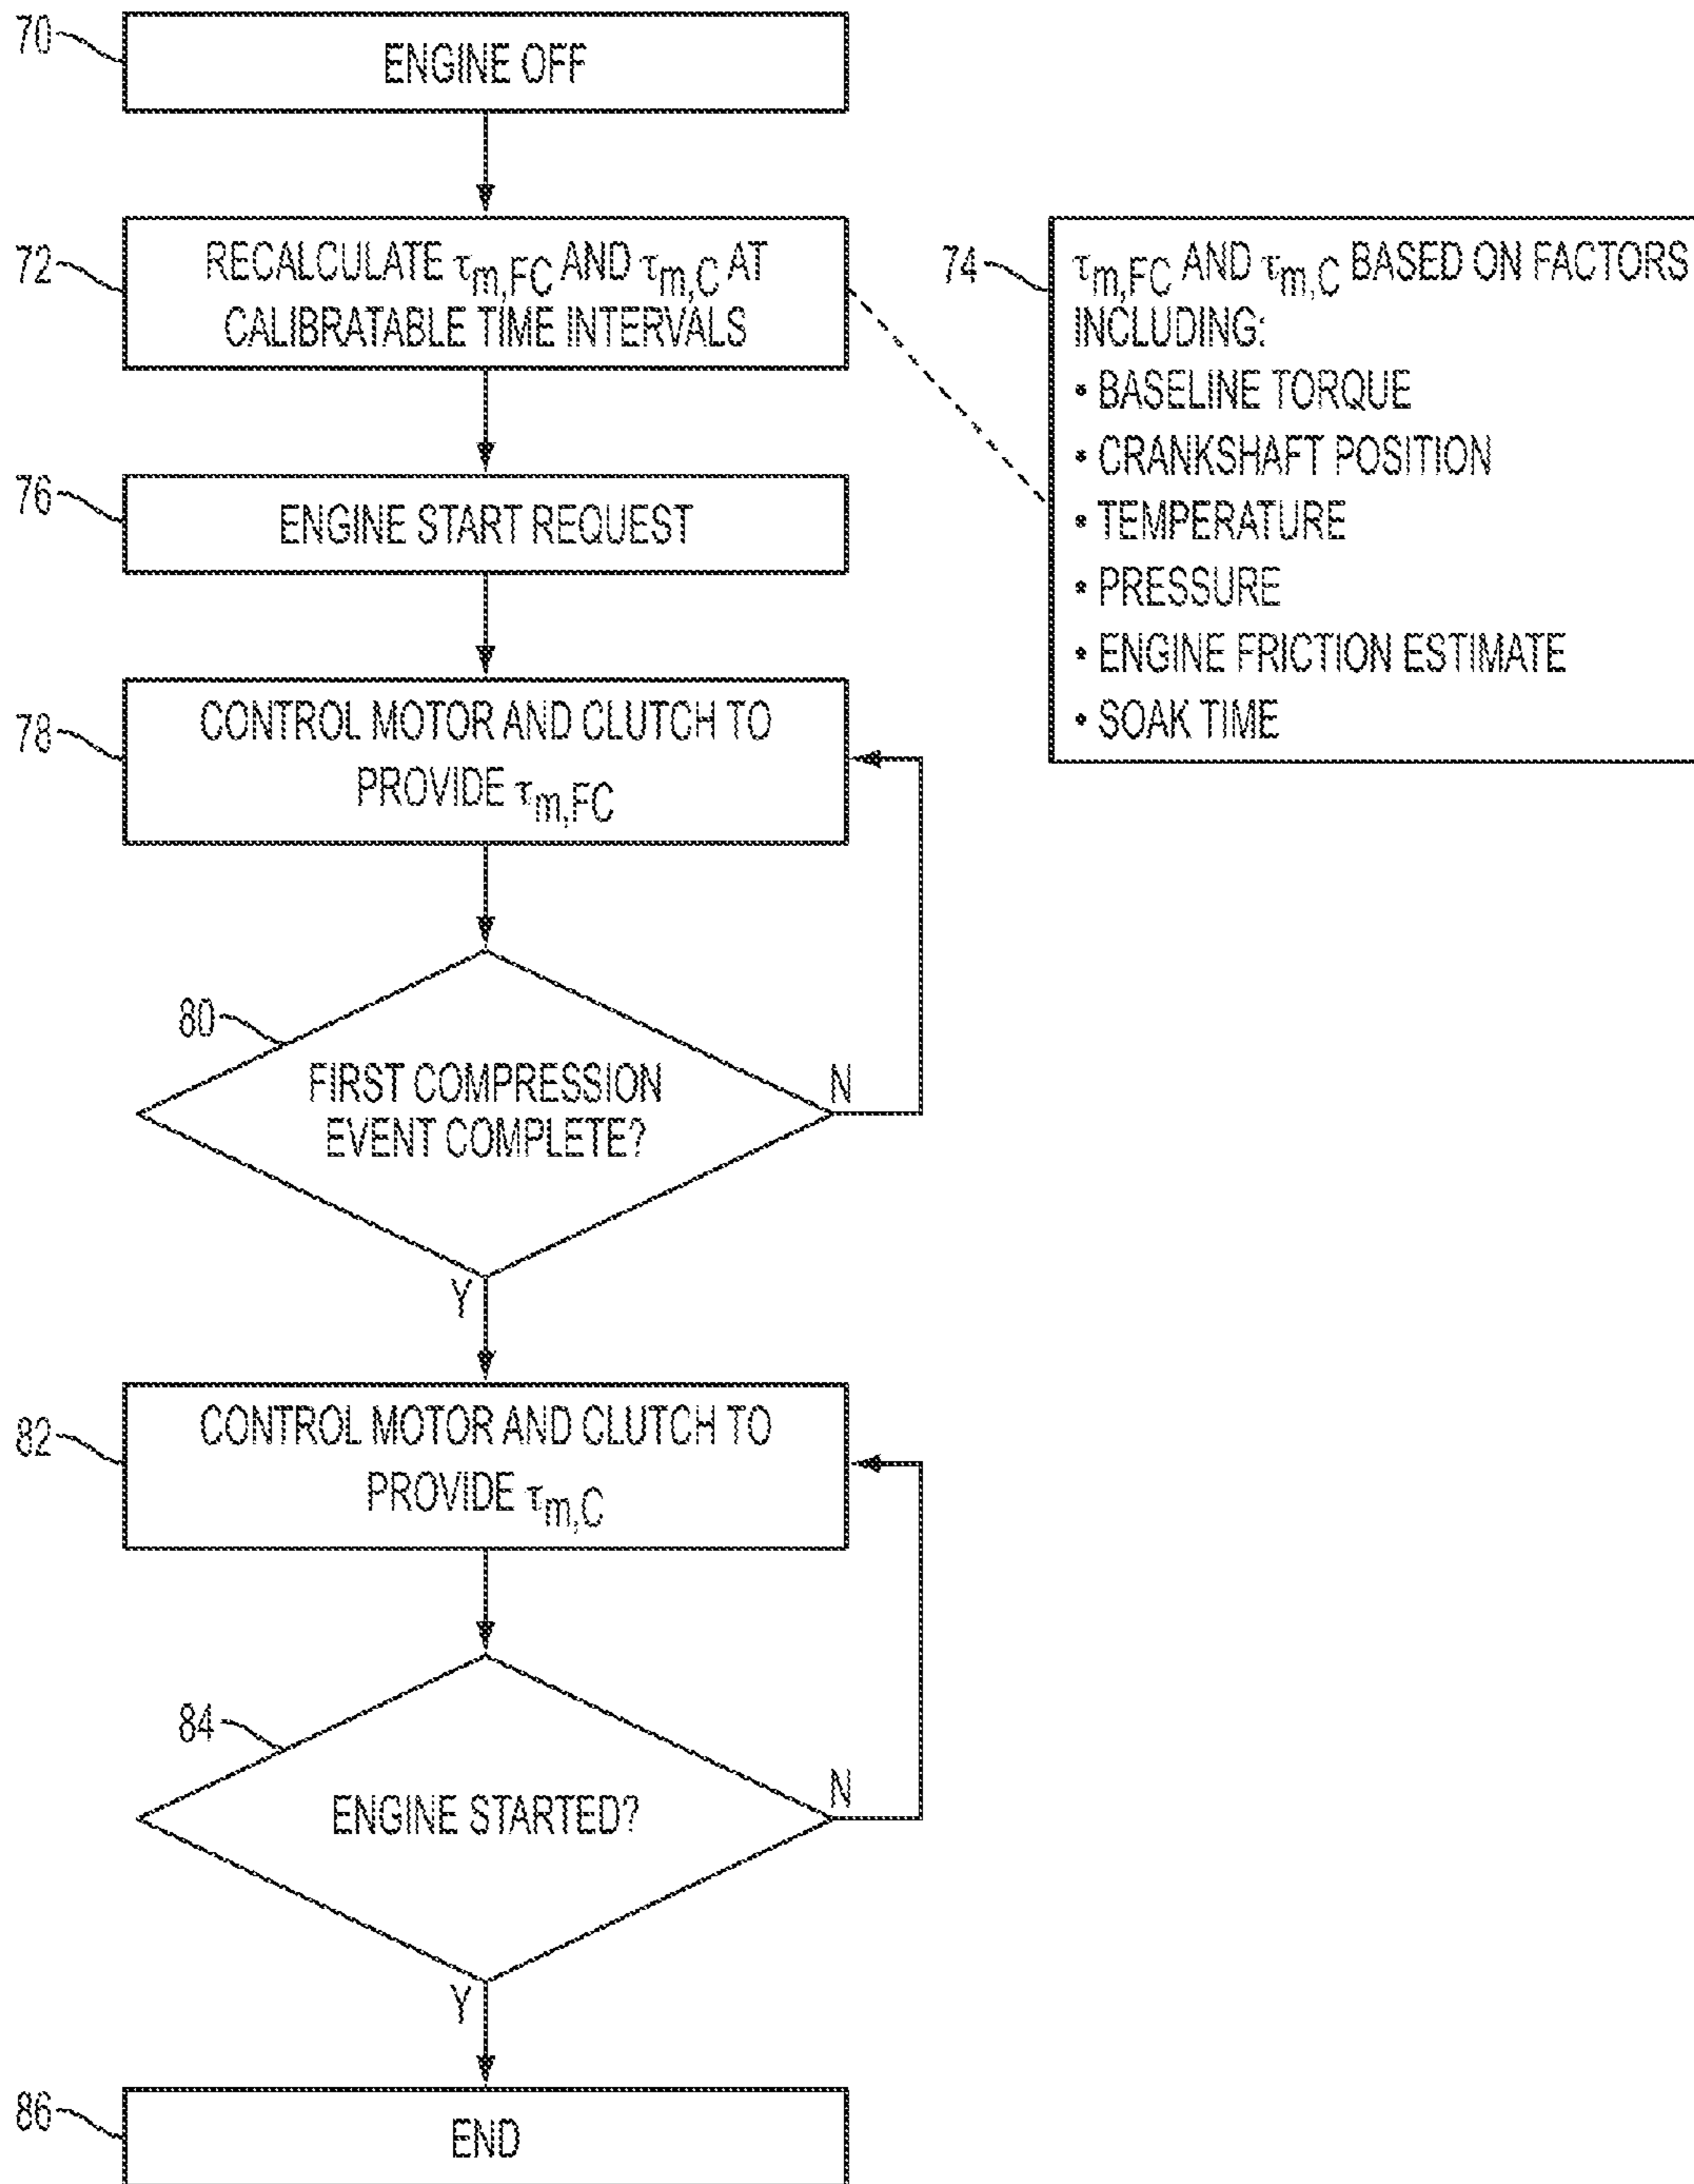 70
ENGINE OFF
72
RECALCULATE τm,FC AND τm,C AT
CALIBRATABLE TIME INTERVALS
74
τm,FC AND τm,C BASED ON FACTORS
INCLUDING:
• BASELINE TORQUE
• CRANKSHAFT POSITION
• TEMPERATURE
• PRESSURE
• ENGINE FRICTION ESTIMATE
• SOAK TIME
76
ENGINE START REQUEST
78
CONTROL MOTOR AND CLUTCH TO
PROVIDE τm,FC
80
FIRST COMPRESSION
EVENT COMPLETE?
N
Y
82
CONTROL MOTOR AND CLUTCH TO
PROVIDE τm,C
84
ENGINE STARTED?
N
Y
86
END